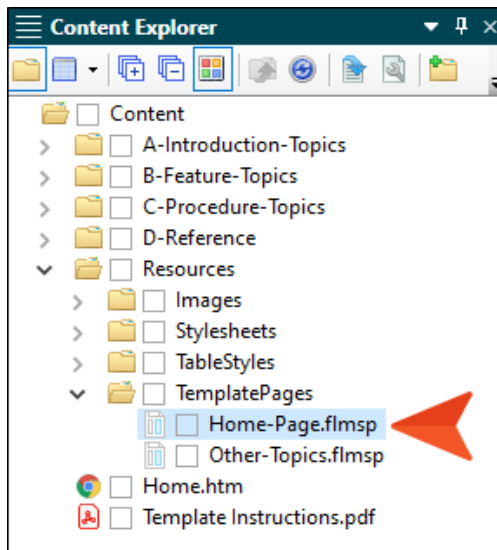 Content Explorer
Content
A-Introduction-Topics
B-Feature-Topics
C-Procedure-Topics
D-Reference
Resources
Images
Stylesheets
TableStyles
TemplatePages
Home-Page.flmsp
Other-Topics.flmsp
Home.htm
Template Instructions.pdf